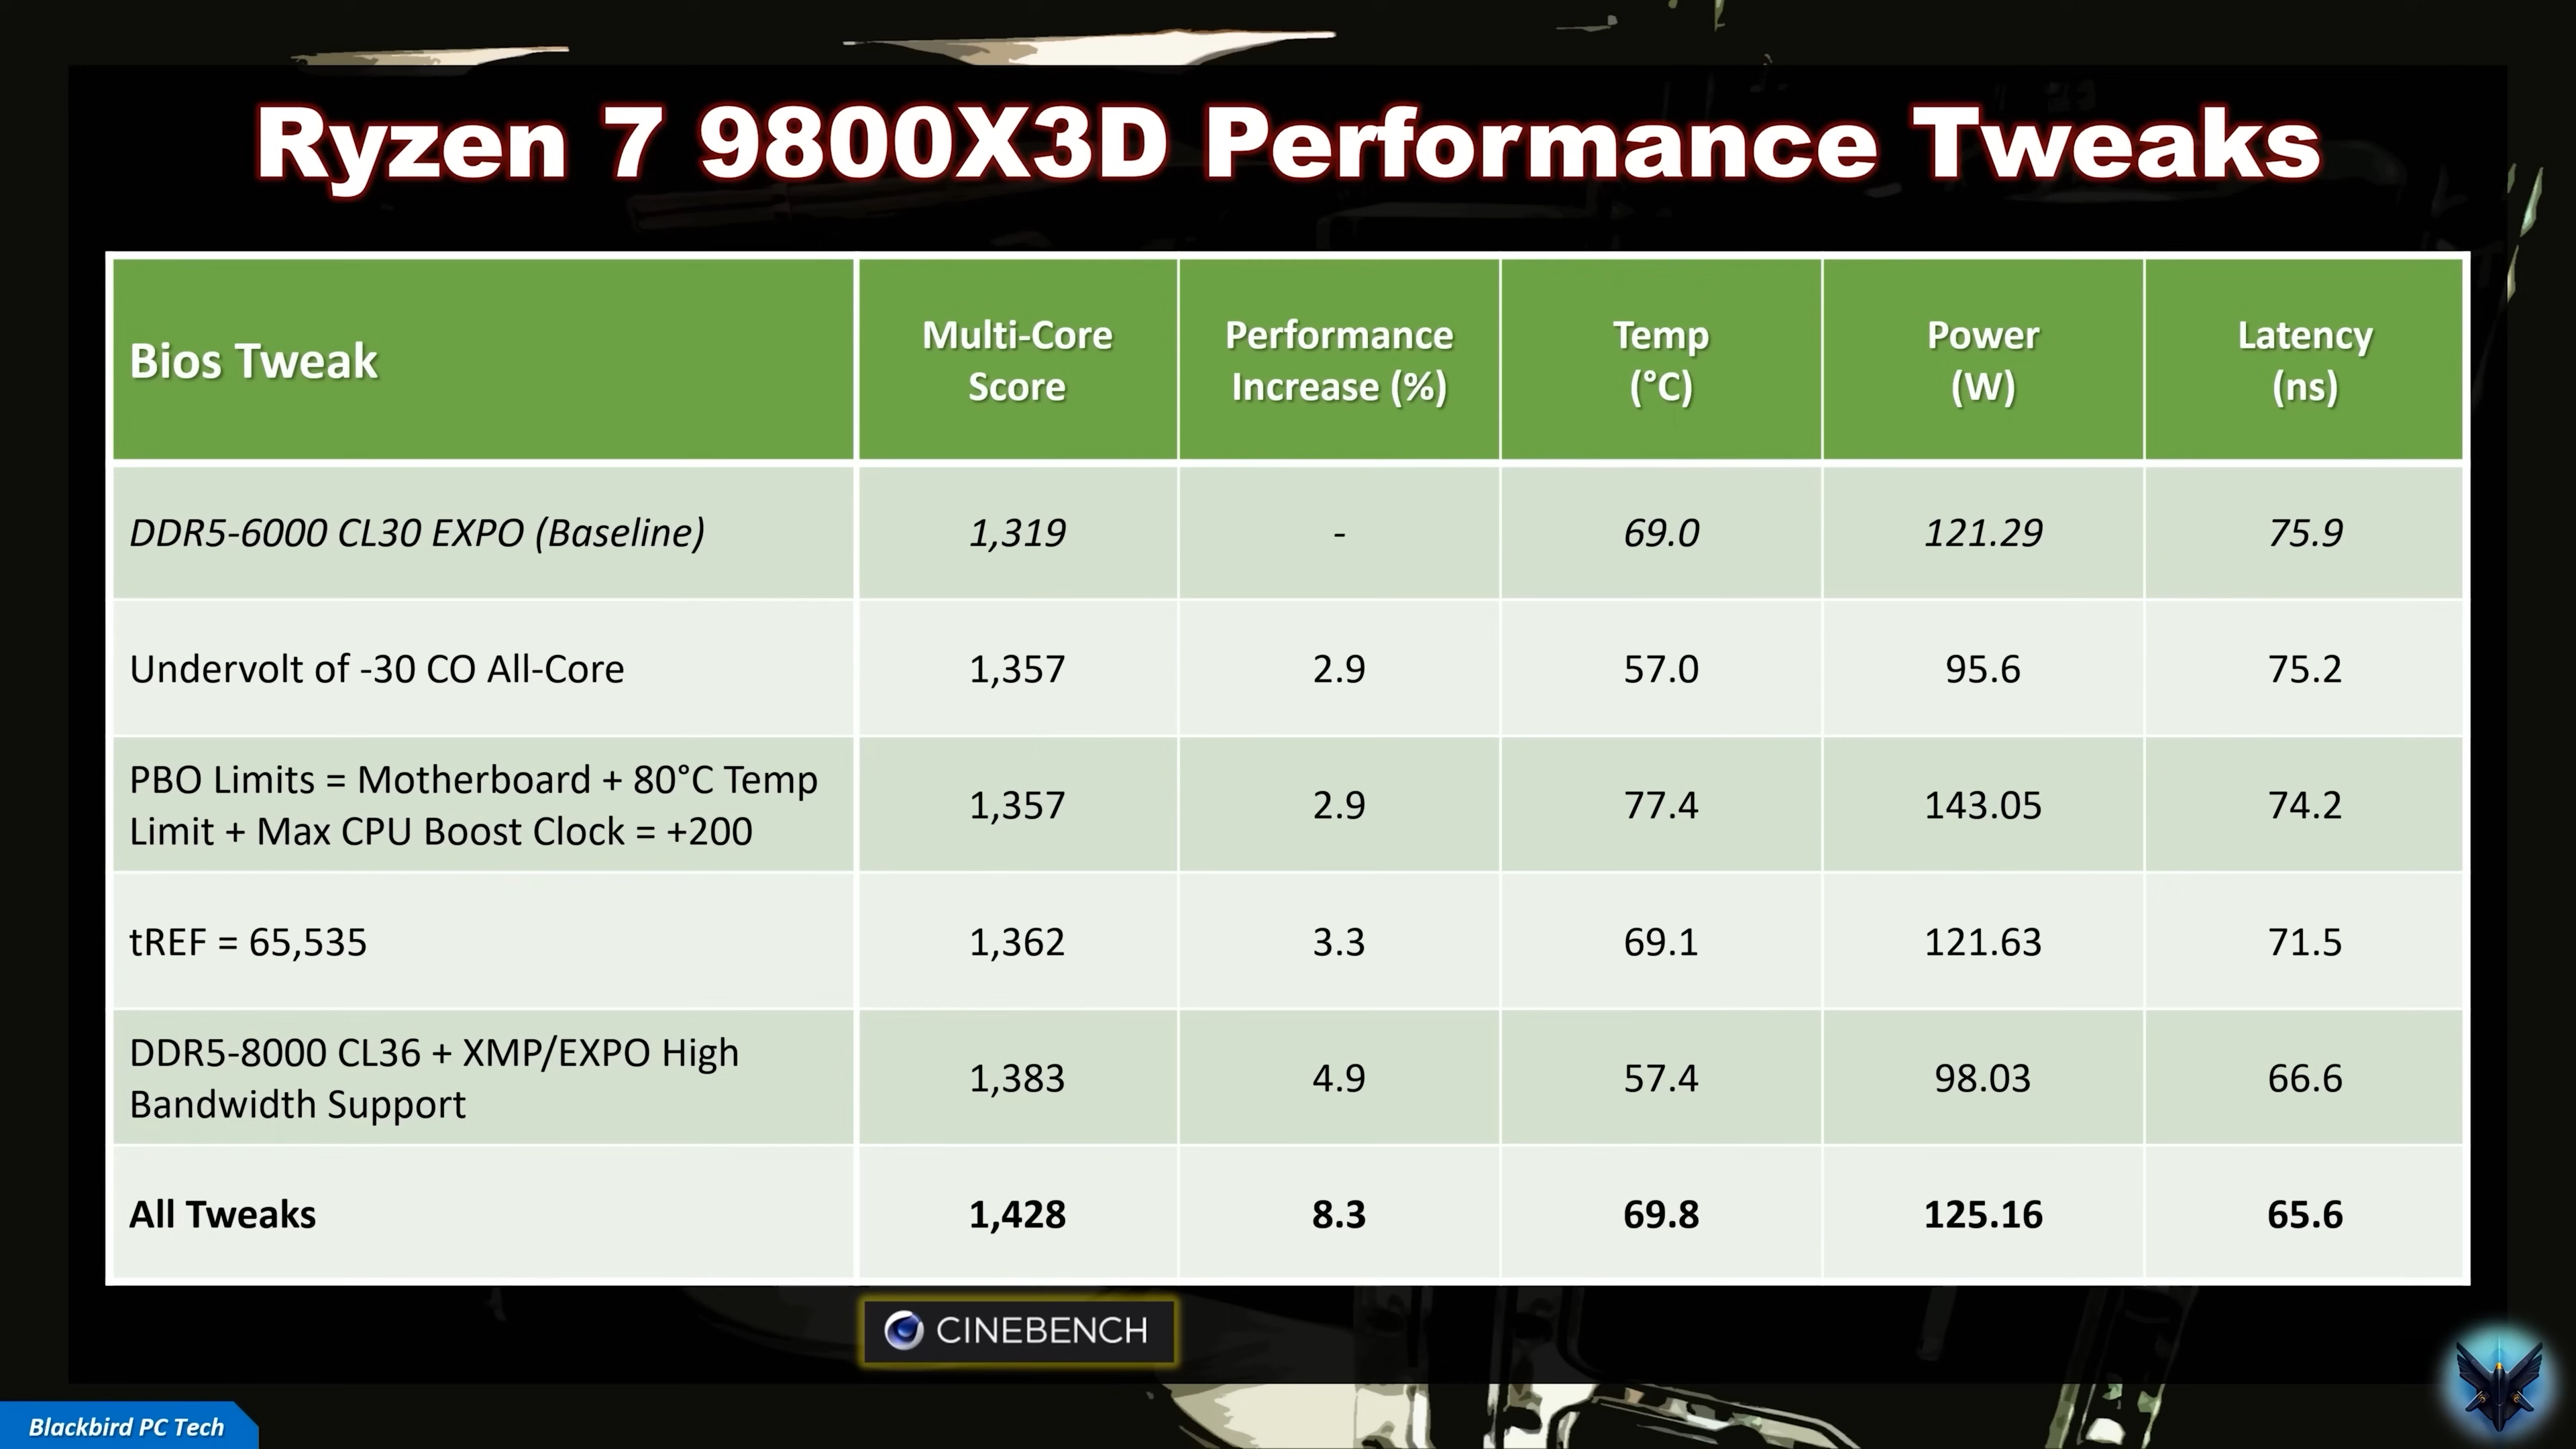 Ryzen 7 9800X3D Performance Tweaks
Bios Tweak
Multi-Core
Score
Performance
Increase (%)
Temp
(°C)
Power
(W)
Latency
(ns)
DDR5-6000 CL30 EXPO (Baseline)
1,319
-
69.0
121.29
75.9
Undervolt of -30 CO All-Core
1,357
2.9
57.0
95.6
75.2
PBO Limits = Motherboard + 80°C Temp
Limit + Max CPU Boost Clock = +200
1,357
2.9
77.4
143.05
74.2
tREF = 65,535
1,362
3.3
69.1
121.63
71.5
DDR5-8000 CL36 + XMP/EXPO High
Bandwidth Support
1,383
4.9
57.4
98.03
66.6
All Tweaks
1,428
8.3
69.8
125.16
65.6
CINEBENCH
Blackbird PC Tech